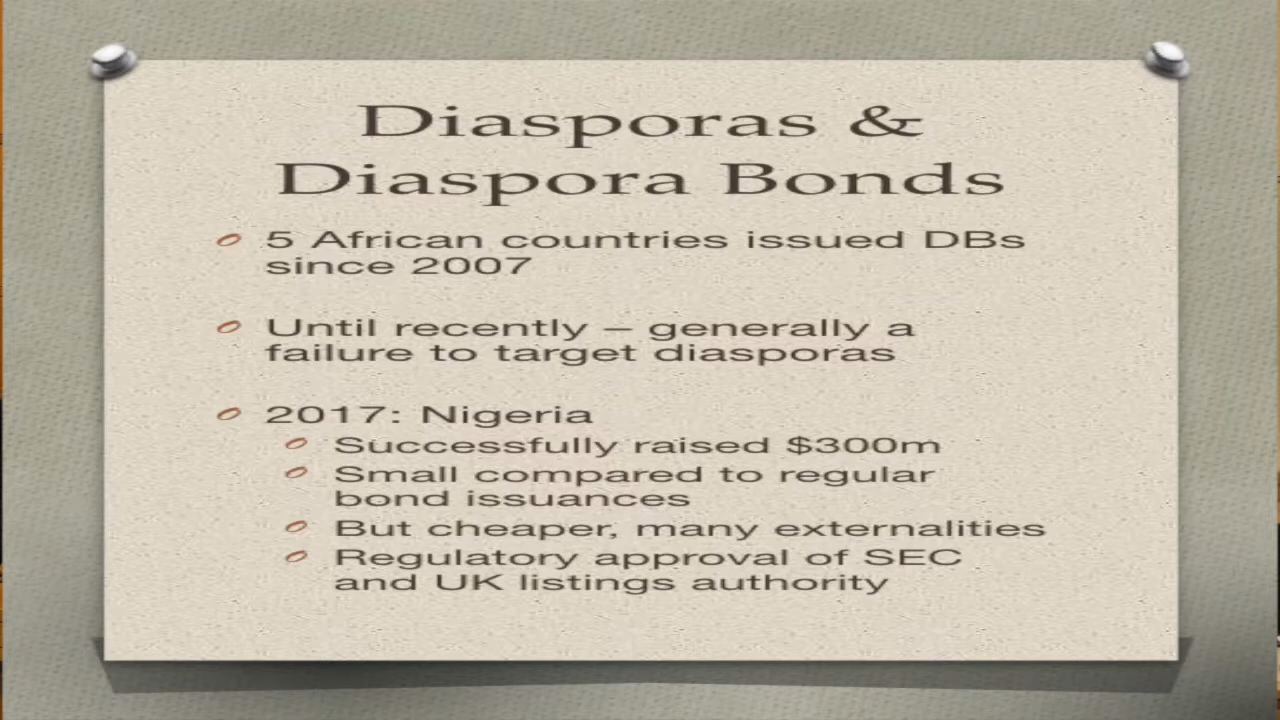 Diasporas &
Diaspora Bonds
5 African countries issued DBs
since 2007
Until recently – generally a
failure to target diasporas
2017: Nigeria
Successfully raised $300m
Small compared to regular
bond issuances
But cheaper, many externalities
Regulatory approval of SEC
and UK listings authority